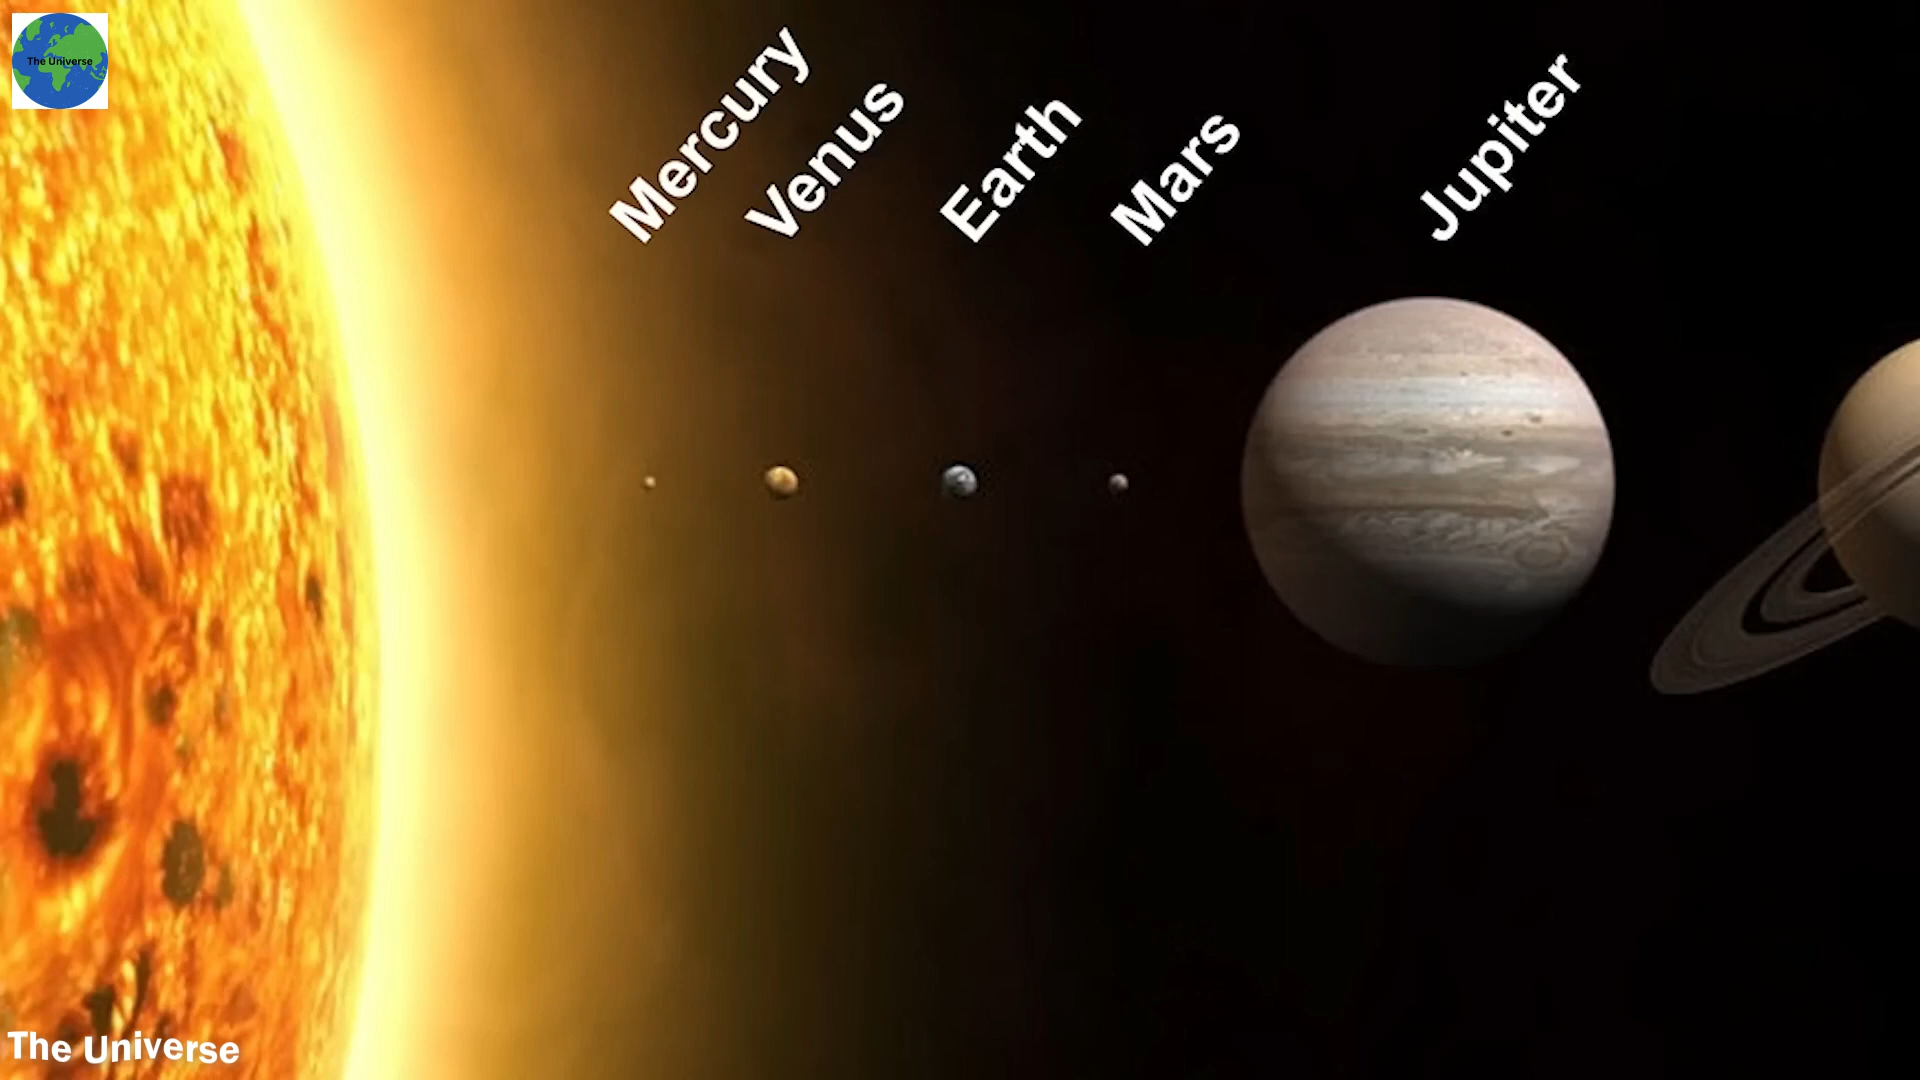 The Universe
Mercury
Venus
Earth
Mars
Jupiter
The Universe